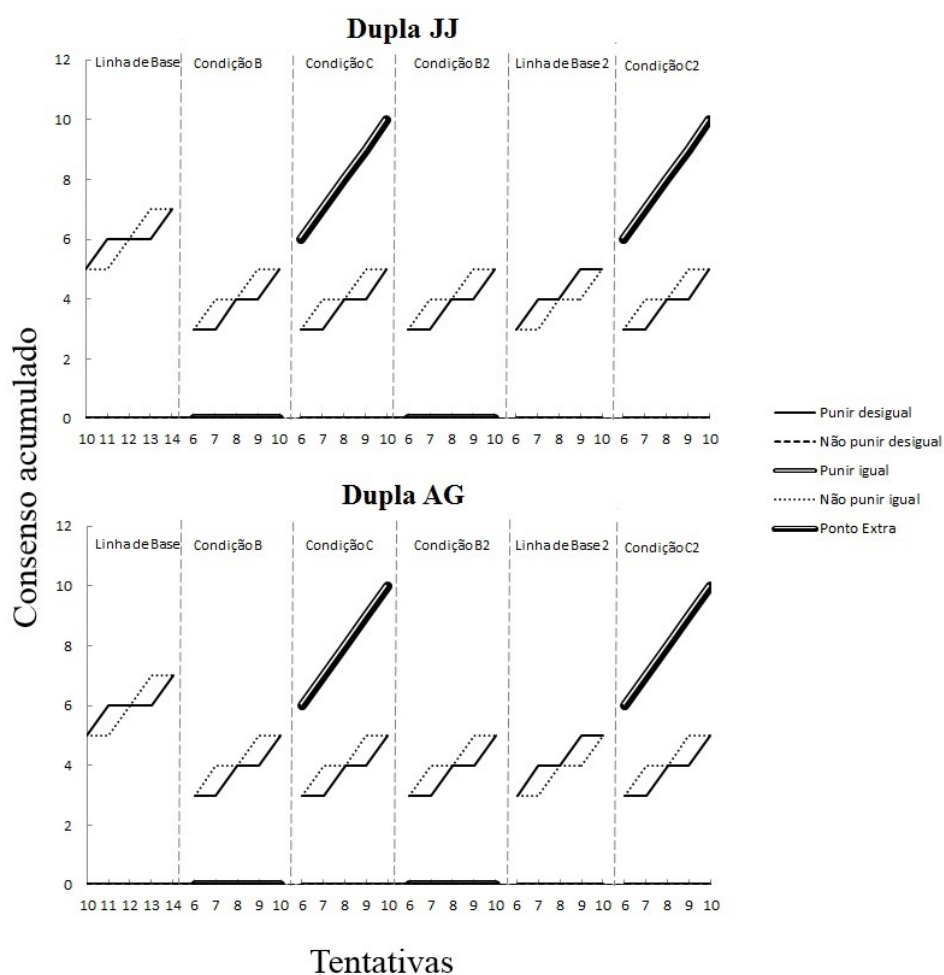 Dupla JJ
Linha de Base Condição B Condição C Condição B2 Linha de Base 2 Condição C2
12
10
8
6
4
2
0
10 11 12 13 14 6 7 8 9 10 6 7 8 9 10 6 7 8 9 10 6 7 8 9 10 6 7 8 9 10
Consenso acumulado
Punir desigual
Não punir desigual
Punir igual
Não punir igual
Ponto Extra
Dupla AG
Linha de Base Condição B Condição C Condição B2 Linha de Base 2 Condição C2
12
10
8
6
4
2
0
10 11 12 13 14 6 7 8 9 10 6 7 8 9 10 6 7 8 9 10 6 7 8 9 10 6 7 8 9 10
Tentativas